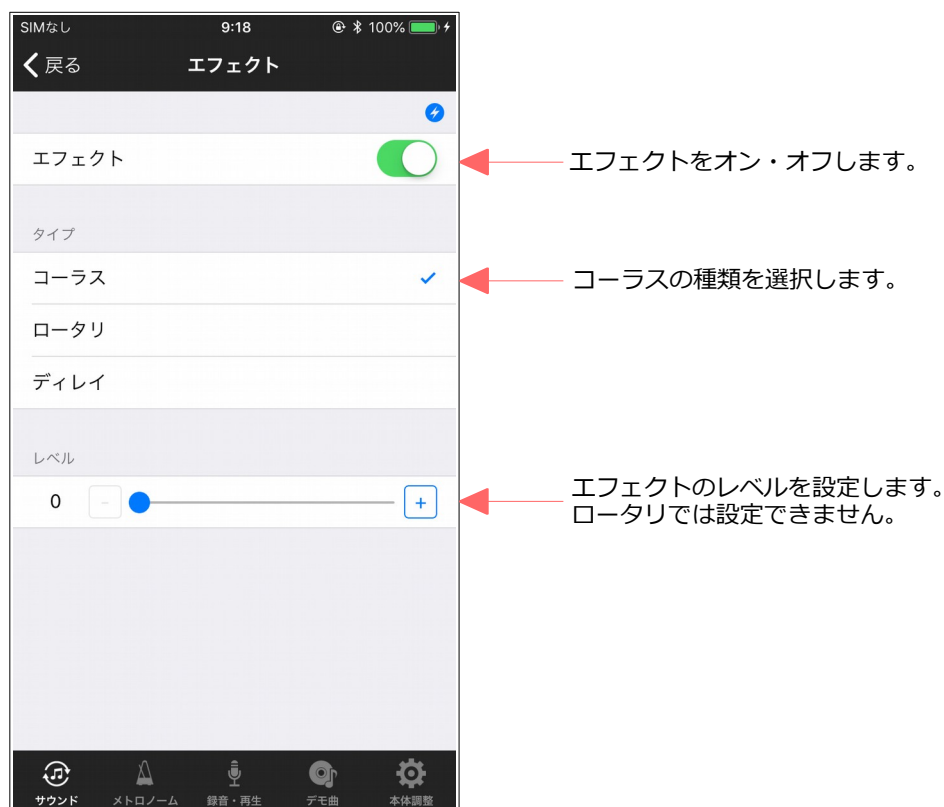 SIMなし 9:18 100%
戻る エフェクト
エフェクト
エフェクトをオン・オフします。
タイプ
コーラス
コーラスの種類を選択します。
ロータリ
ディレイ
レベル
0 - +
エフェクトのレベルを設定します。
ロータリでは設定できません。
サウンド メトロノーム 録音・再生 デモ曲 本体調整